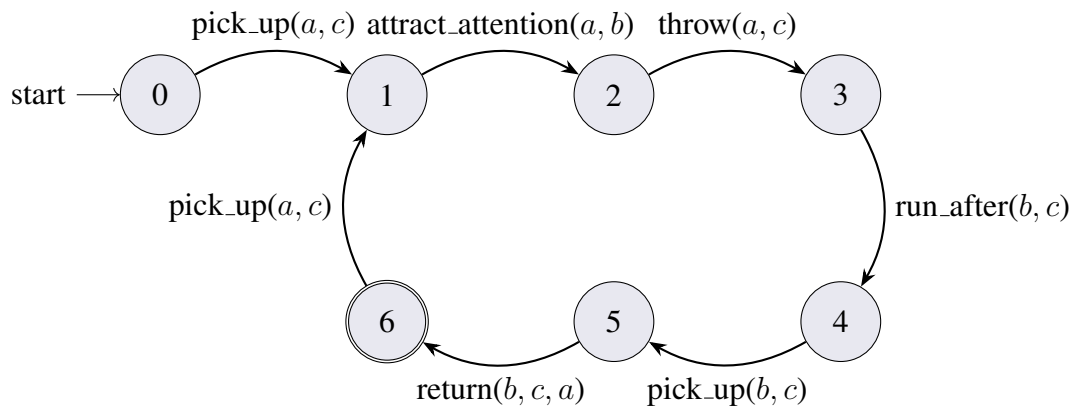 pick_up(a, c) attract_attention(a, b) throw(a, c)
start 0 1 2 3
pick_up(a, c) run_after(b, c)
6 5 4
return(b, c, a) pick_up(b, c)